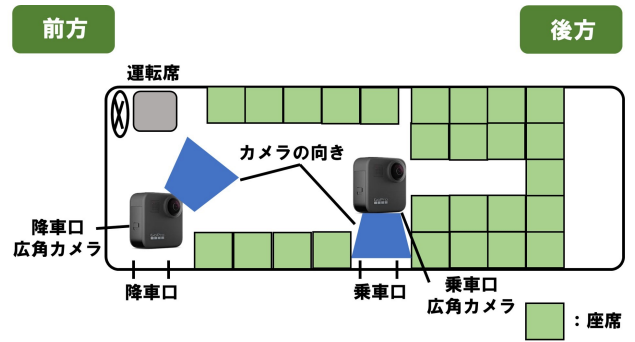 前方
後方
運転席
カメラの向き
降車口
広角カメラ
降車口
乗車口
乗車口
広角カメラ
：座席